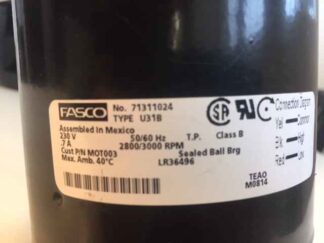 FASCO No. 71311024
TYPE U31B
Assembled In Mexico
230 V 50/60 Hz T.P. Class B
.7 A 2800/3000 RPM
Cust P/N MOT003 Sealed Ball Brg
Max. Amb. 40°C LR36496
Connection Diagram
Yel Common
Blk High
Red Low
TEAO
M0814